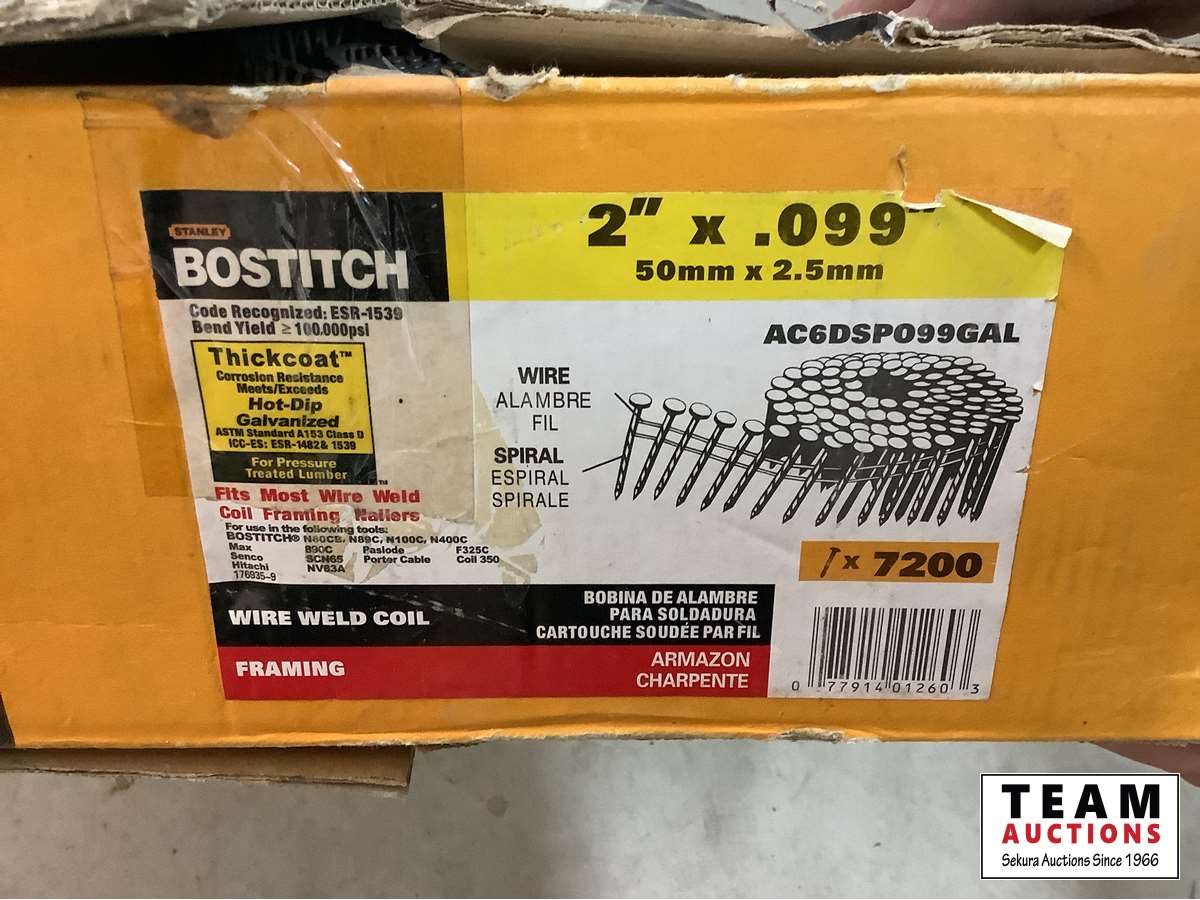 STANLEY
BOSTITCH
2" x .099"
50mm x 2.5mm
Code Recognized: ESR-1539
Bend Yield ≥ 100.000psi
Thickcoat™
Corrosion Resistance
Meets/Exceeds
Hot-Dip
Galvanized
ASTM Standard A153 Class D
ICC-ES: ESR-1482& 1539
For Pressure
Treated Lumber
™
Fits Most Wire Weld
Coil Framing Nailers
For use in the following tools:
BOSTITCH® N80CB, N89C, N100C, N400C
Max 890C Paslode F325C
Senco SCN65 Porter Cable Coil 350
Hitachi NV83A
176935-9
AC6DSPO99GAL
WIRE
ALAMBRE
FIL
SPIRAL
ESPIRAL
SPIRALE
x 7200
WIRE WELD COIL
BOBINA DE ALAMBRE
PARA SOLDADURA
CARTOUCHE SOUDÉE PAR FIL
FRAMING
ARMAZON
CHARPENTE
0 77914 01260 3
TEAM
AUCTIONS
Sekura Auctions Since 1966